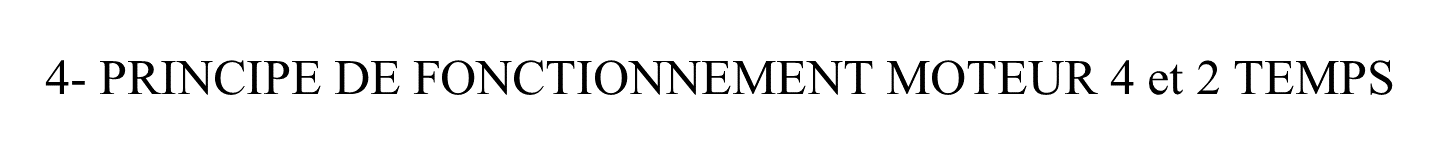 4- PRINCIPE DE FONCTIONNEMENT MOTEUR 4 et 2 TEMPS